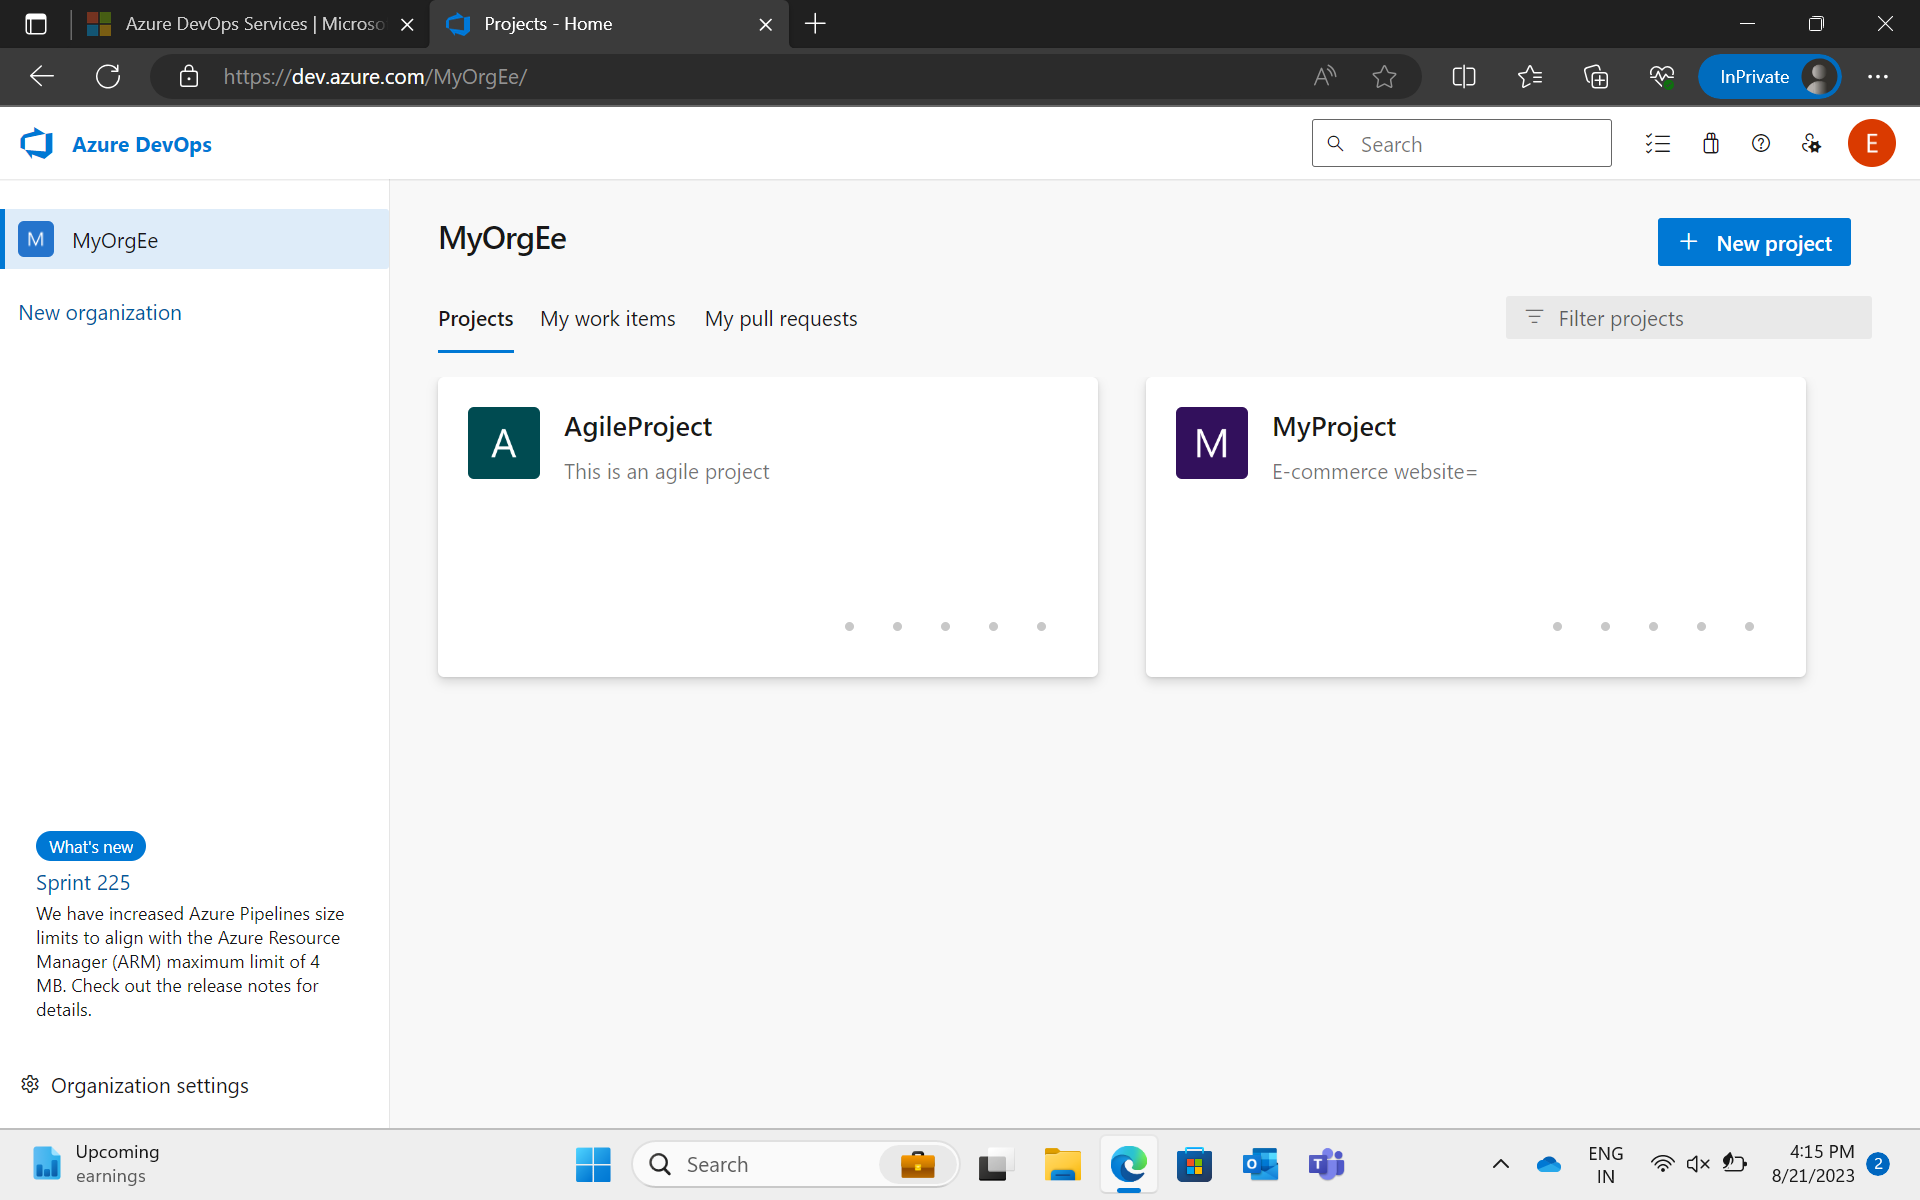 Azure DevOps Services | Microso
Projects - Home
https://dev.azure.com/MyOrgEe/
InPrivate
Azure DevOps
Search
E
M
MyOrgEe
New organization
MyOrgEe
New project
Projects
My work items
My pull requests
Filter projects
A
AgileProject
This is an agile project
M
MyProject
E-commerce website=
What's new
Sprint 225
We have increased Azure Pipelines size
limits to align with the Azure Resource
Manager (ARM) maximum limit of 4
MB. Check out the release notes for
details.
Organization settings
Upcoming
earnings
Search
ENG
IN
4:15 PM
8/21/2023
2